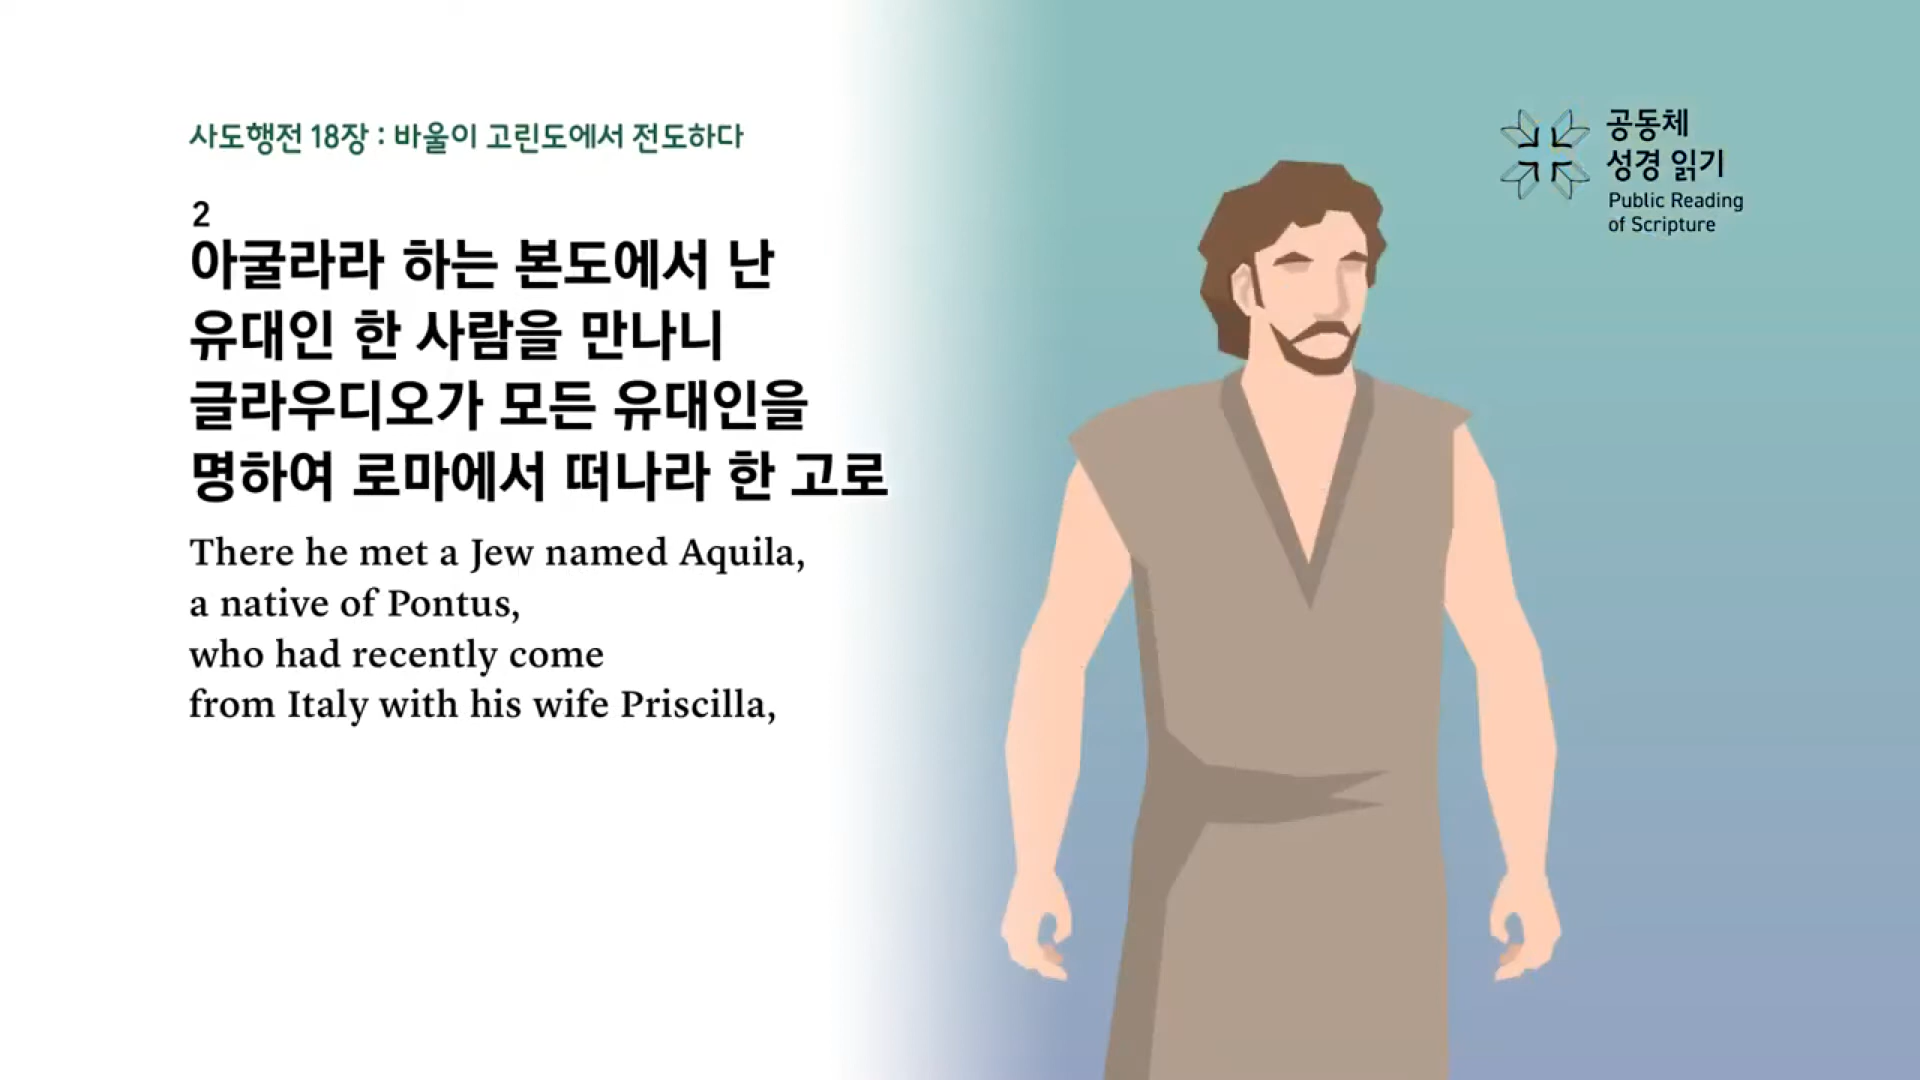 사도행전 18장 : 바울이 고린도에서 전도하다
2
아굴라라 하는 본도에서 난
유대인 한 사람을 만나니
글라우디오가 모든 유대인을
명하여 로마에서 떠나라 한 고로
There he met a Jew named Aquila,
a native of Pontus,
who had recently come
from Italy with his wife Priscilla,
공동체
성경 읽기
Public Reading
of Scripture